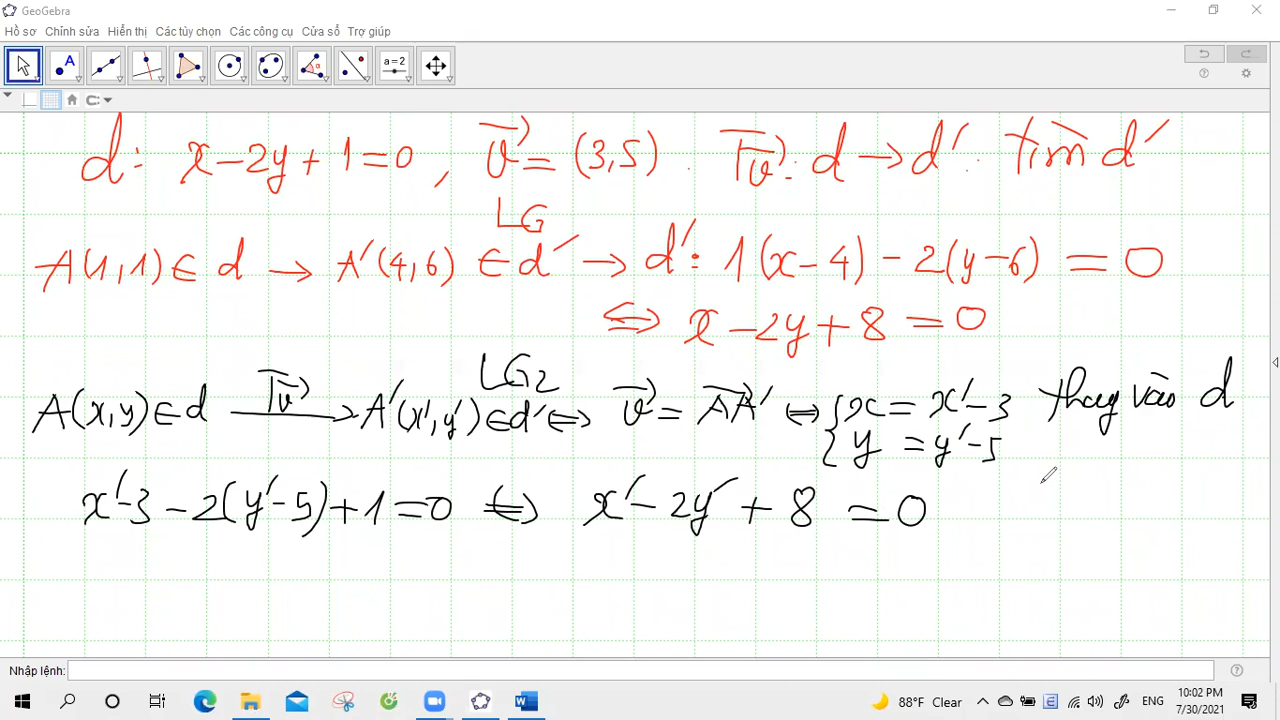 GeoGebra
Hồ sơ Chỉnh sửa Hiển thị Các tùy chọn Các công cụ Cửa sổ Trợ giúp
A a = 2
d: x - 2y + 1 = 0, v⃗ = (3,5). T_v⃗ : d → d'. Tìm d'
LG
A(1,1) ∈ d → A'(4,6) ∈ d' → d': 1(x-4) - 2(y-6) = 0
⇔ x - 2y + 8 = 0
LG2
A(x,y) ∈ d —T_v⃗→ A'(x',y') ∈ d' ⇔ v⃗ = AA'⃗ ⇔ { x = x'-3 thay vào d
{ y = y'-5
x'-3 - 2(y'-5) + 1 = 0 ⇔ x' - 2y' + 8 = 0
Nhập lệnh:
88°F Clear ENG 10:02 PM
7/30/2021